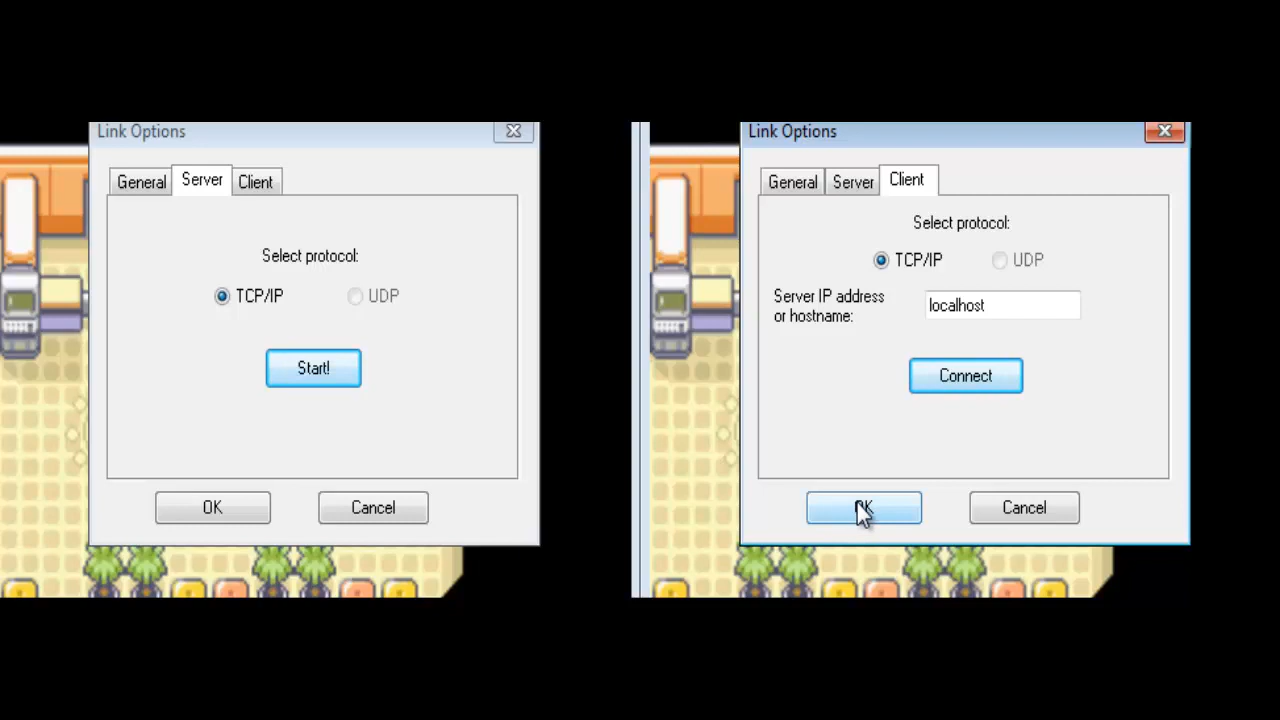 Link Options
General Server Client
Select protocol:
TCP/IP UDP
Start!
OK Cancel
Link Options
General Server Client
Select protocol:
TCP/IP UDP
Server IP address
or hostname:
localhost
Connect
OK Cancel